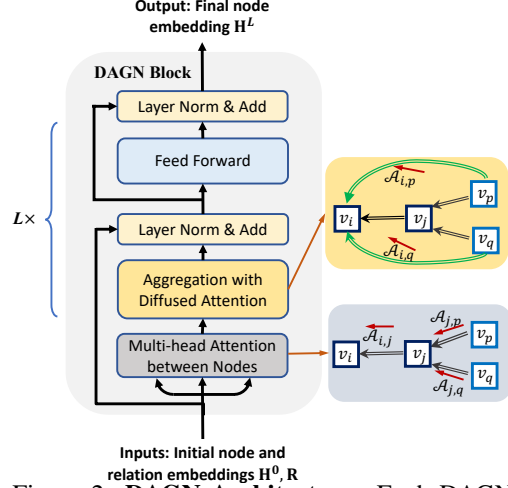 Output: Final node
embedding H^L
DAGN Block
Layer Norm & Add
Feed Forward
L×
Layer Norm & Add
Aggregation with
Diffused Attention
Multi-head Attention
between Nodes
Inputs: Initial node and
relation embeddings H^0, R
𝒜_{i,p}
v_p
v_i
v_j
v_q
𝒜_{i,q}
𝒜_{j,p}
𝒜_{i,j}
v_p
v_i
v_j
v_q
𝒜_{j,q}